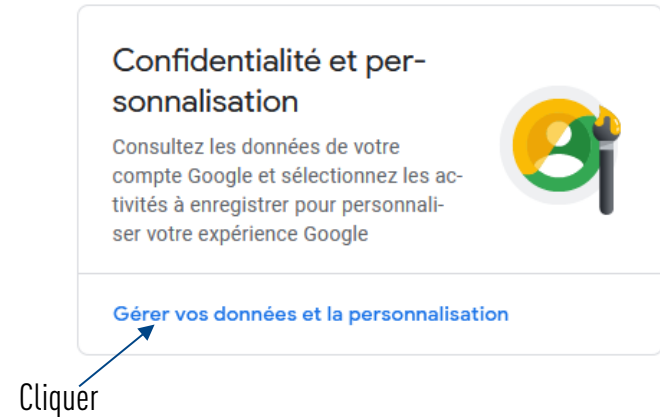 Confidentialité et per-
sonnalisation
Consultez les données de votre
compte Google et sélectionnez les ac-
tivités à enregistrer pour personnali-
ser votre expérience Google
Gérer vos données et la personnalisation
Cliquer